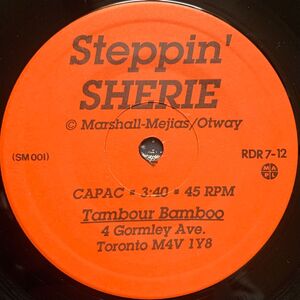 Steppin'
SHERIE
© Marshall-Mejias/Otway
(SM 001)
RDR 7-12
CAPAC 3:40 45 RPM
Tambour Bamboo
4 Gormley Ave.
Toronto M4V 1Y8